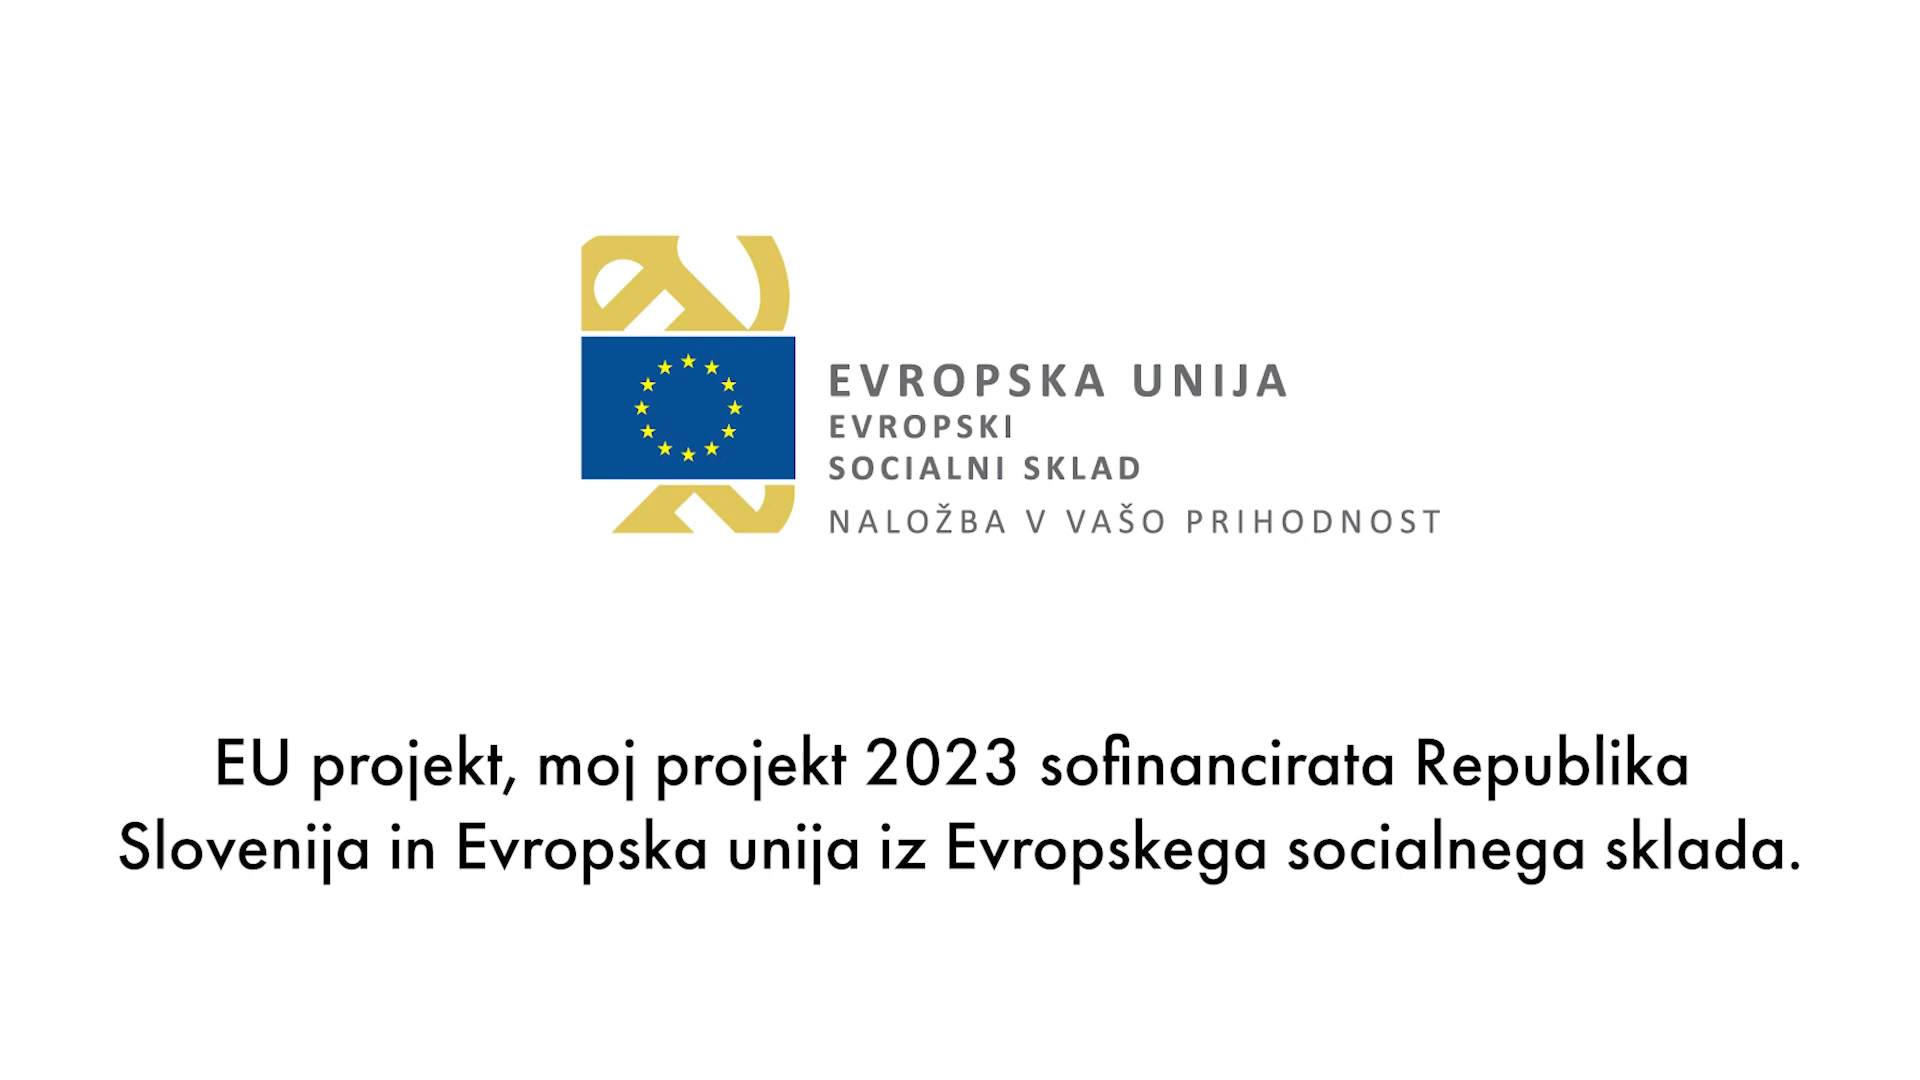 EVROPSKA UNIJA
EVROPSKI
SOCIALNI SKLAD
NALOŽBA V VAŠO PRIHODNOST
EU projekt, moj projekt 2023 sofinancirata Republika
Slovenija in Evropska unija iz Evropskega socialnega sklada.